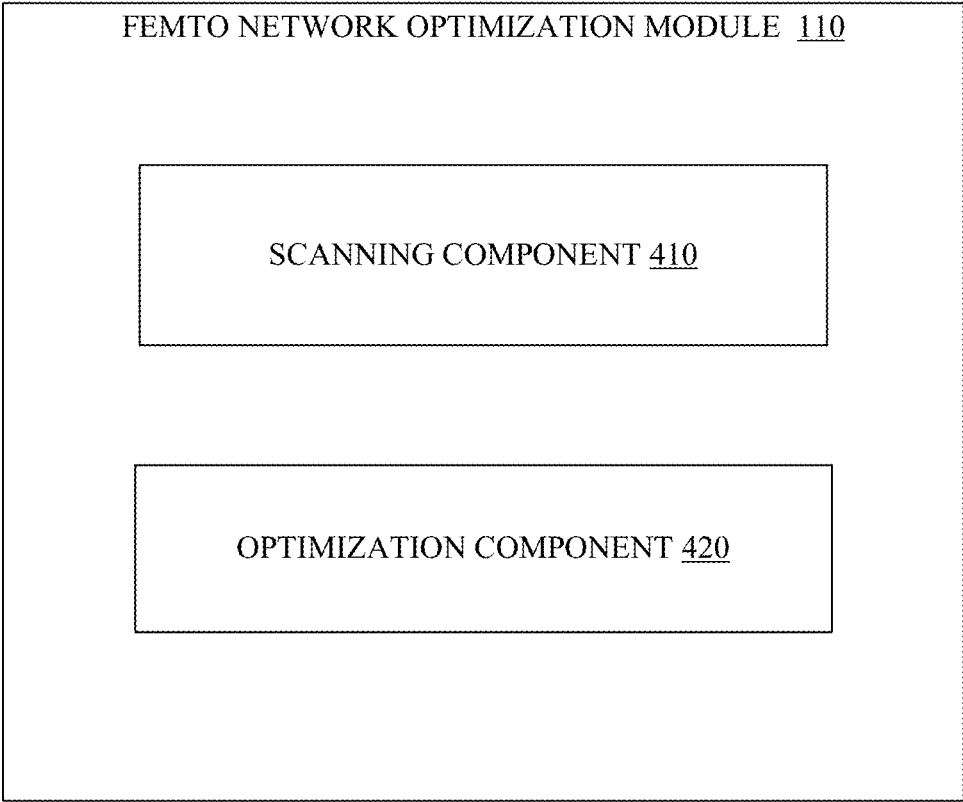 FEMTO NETWORK OPTIMIZATION MODULE 110
SCANNING COMPONENT 410
OPTIMIZATION COMPONENT 420